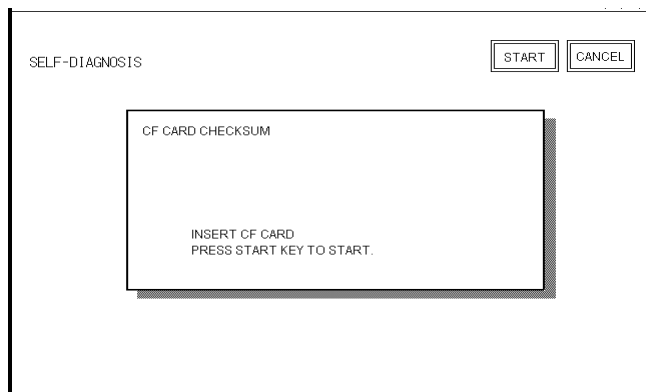 SELF-DIAGNOSIS
START
CANCEL
CF CARD CHECKSUM
INSERT CF CARD
PRESS START KEY TO START.